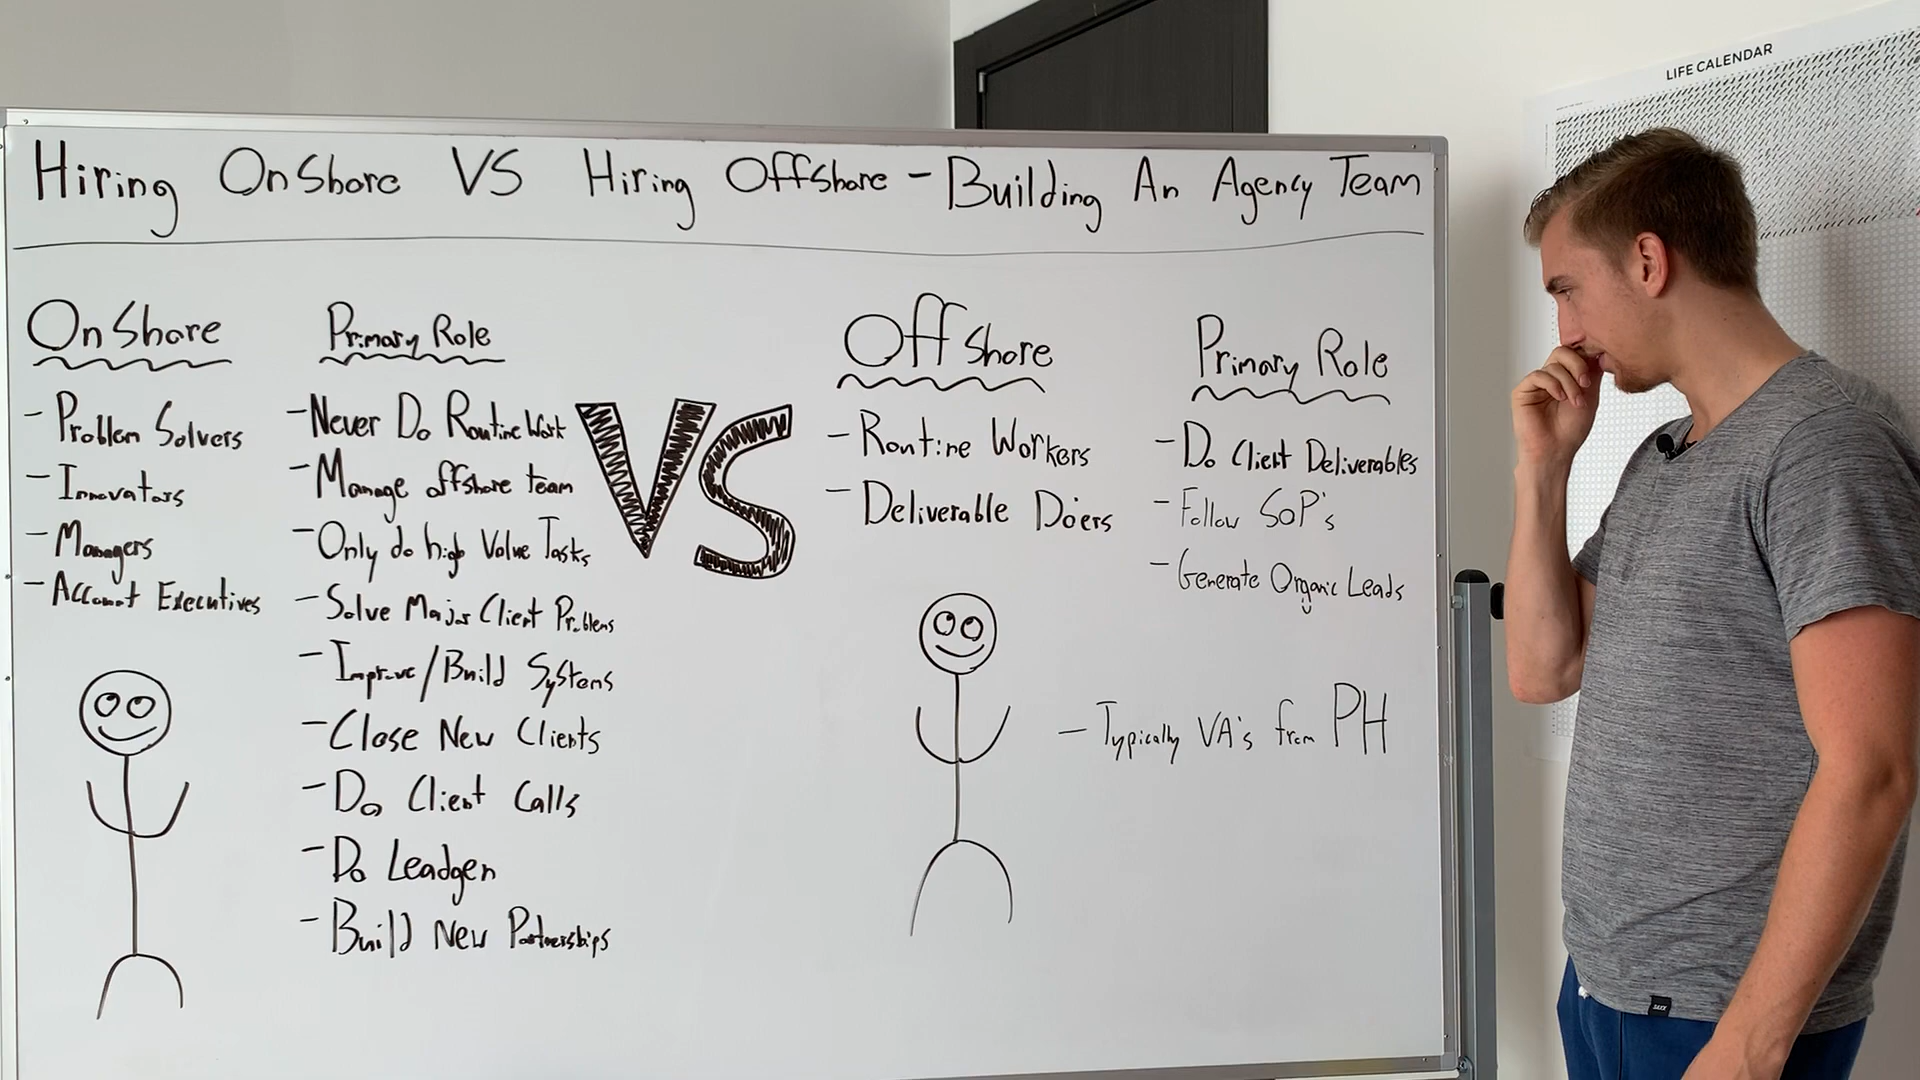 LIFE CALENDAR
Hiring OnShore VS Hiring Offshore - Building An Agency Team
OnShore
- Problem Solvers
- Innovators
- Managers
- Account Executives
Primary Role
- Never Do Routine Work
- Manage offshore team
- Only do high Value Tasks
- Solve Major Client Problems
- Improve/Build Systems
- Close New Clients
- Do Client Calls
- Do Leadgen
- Build New Partnerships
VS
Offshore
- Routine Workers
- Deliverable Doers
Primary Role
- Do Client Deliverables
- Follow SoP's
- Generate Organic Leads
- Typically VA's from PH